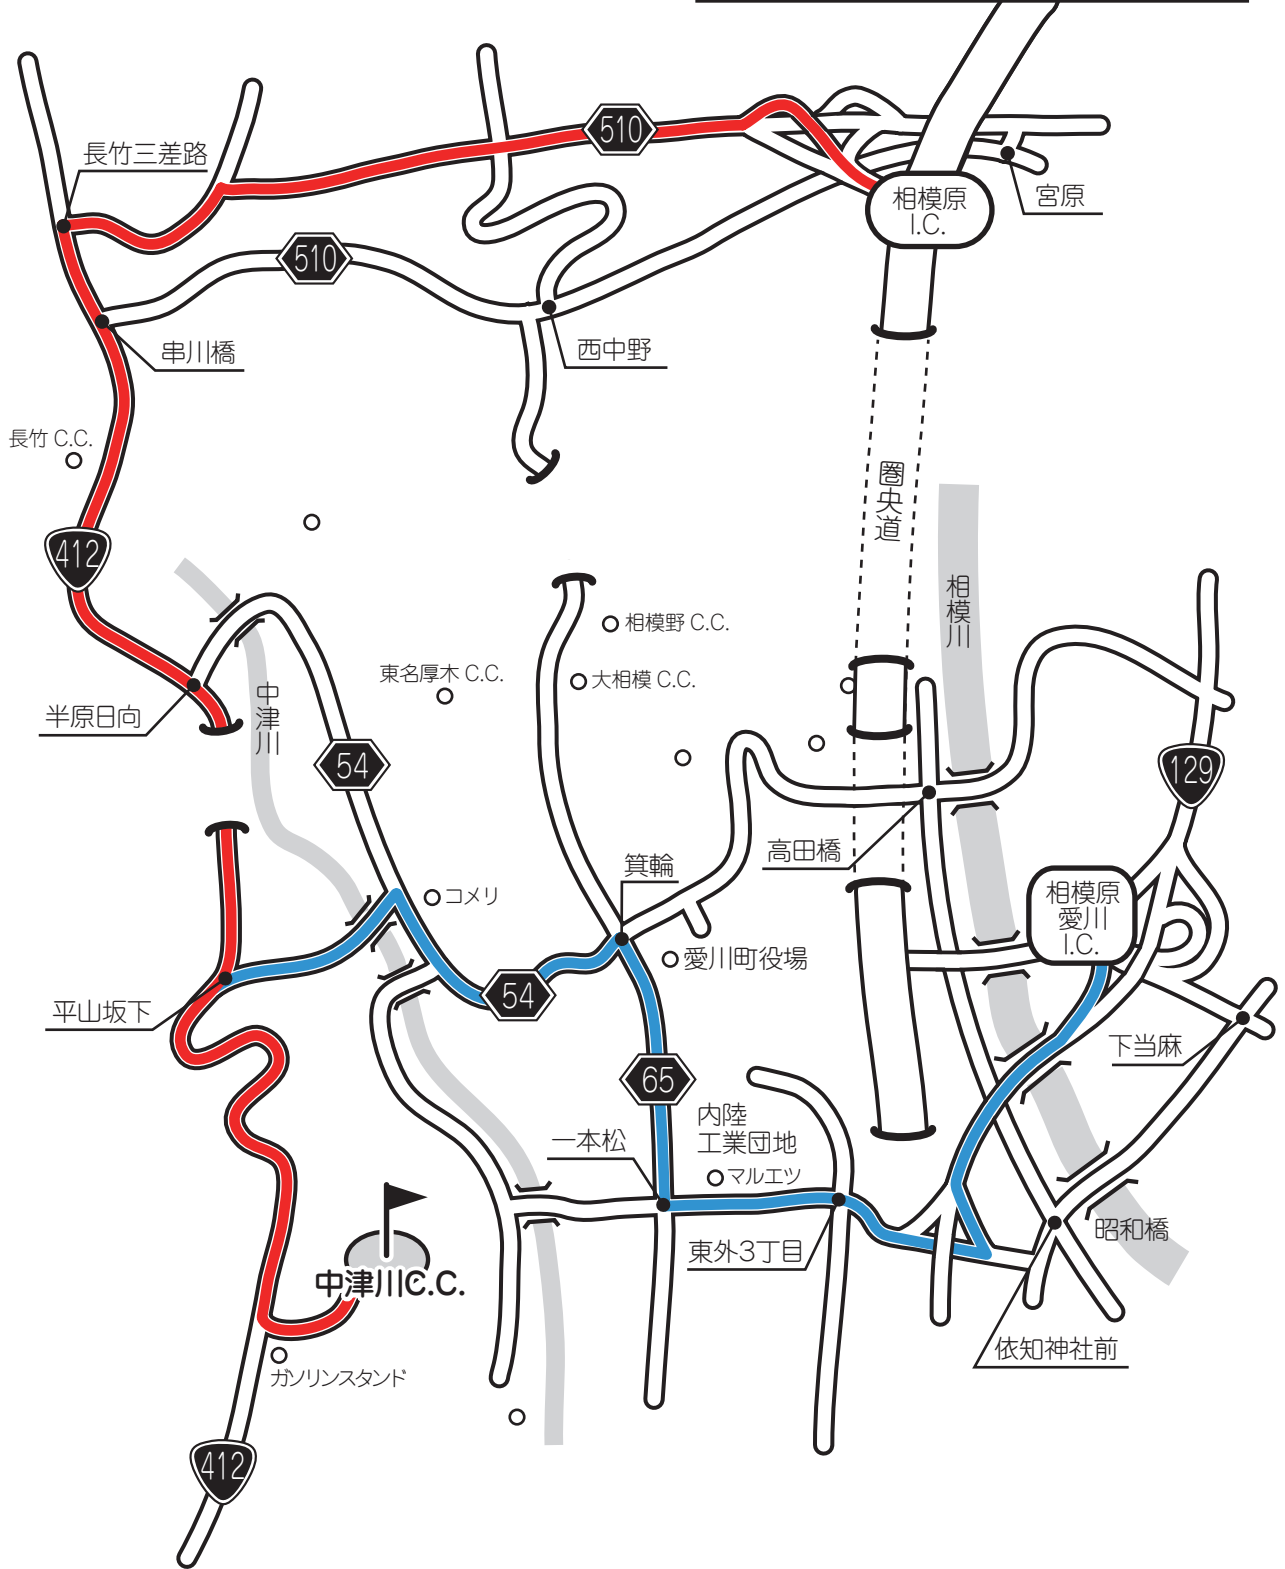 510
長竹三差路
相模原
I.C.
宮原
510
串川橋
西中野
長竹 C.C.
圏央道
412
相模川
相模野 C.C.
東名厚木 C.C.
大相模 C.C.
半原日向
中津川
54
129
高田橋
箕輪
コメリ
相模原
愛川
I.C.
愛川町役場
54
平山坂下
下当麻
65
内陸
工業団地
一本松
マルエツ
昭和橋
東外3丁目
中津川C.C.
依知神社前
ガソリンスタンド
412